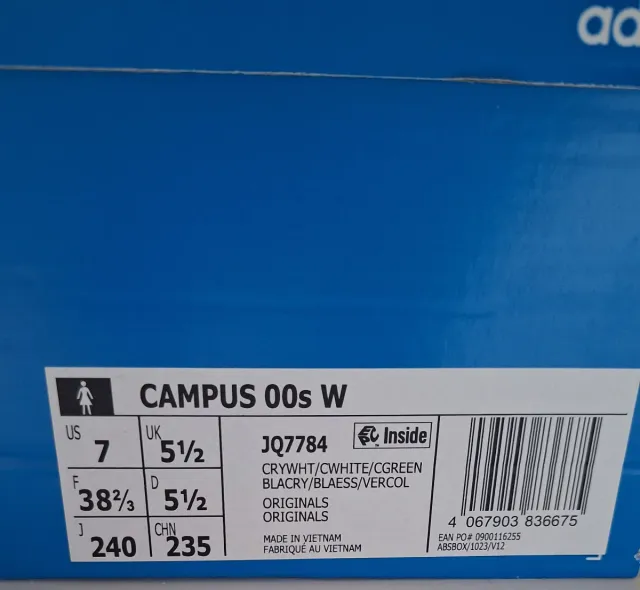 ad
CAMPUS 00s W
US 7 UK 5½
F 38⅔ D 5½
J 240 CHN 235
JQ7784 Inside
CRYWHT/CWHITE/CGREEN
BLACRY/BLAESS/VERCOL
ORIGINALS
ORIGINALS
MADE IN VIETNAM
FABRIQUÉ AU VIETNAM
4 067903 836675
EAN PO# 0900116255
ABSBOX/1023/V12